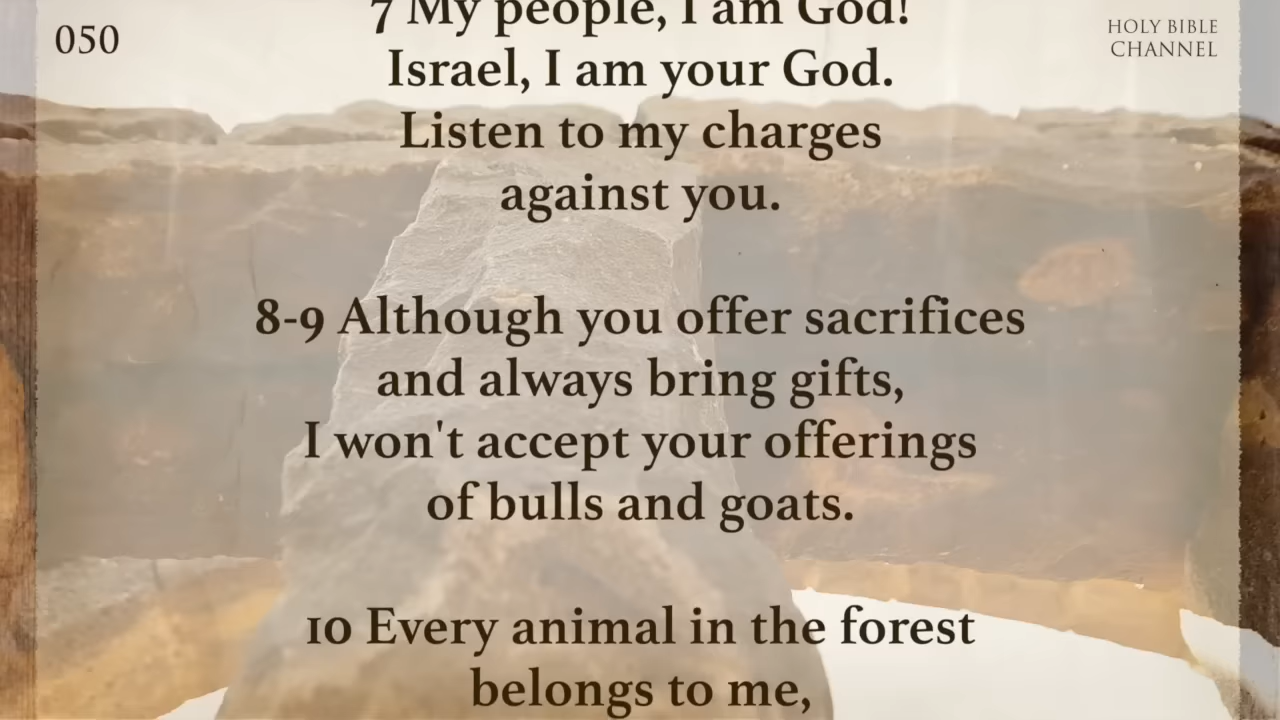 050
HOLY BIBLE
CHANNEL
7 My people, I am God!
Israel, I am your God.
Listen to my charges
against you.
8-9 Although you offer sacrifices
and always bring gifts,
I won't accept your offerings
of bulls and goats.
10 Every animal in the forest
belongs to me,